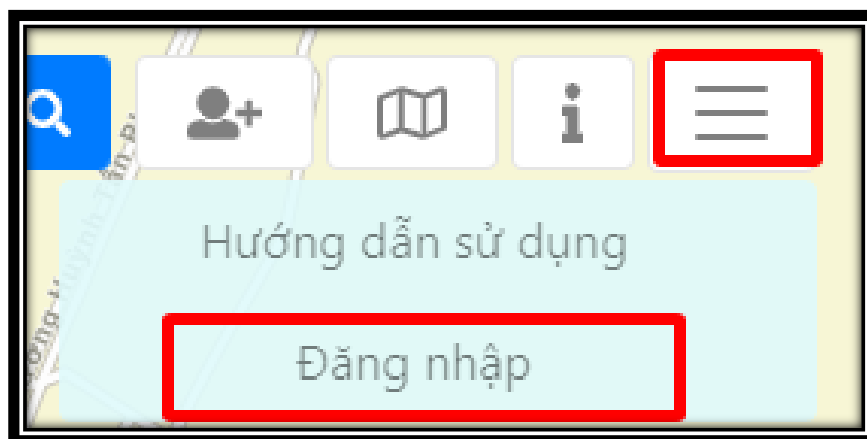 Hướng dẫn sử dụng
Đăng nhập